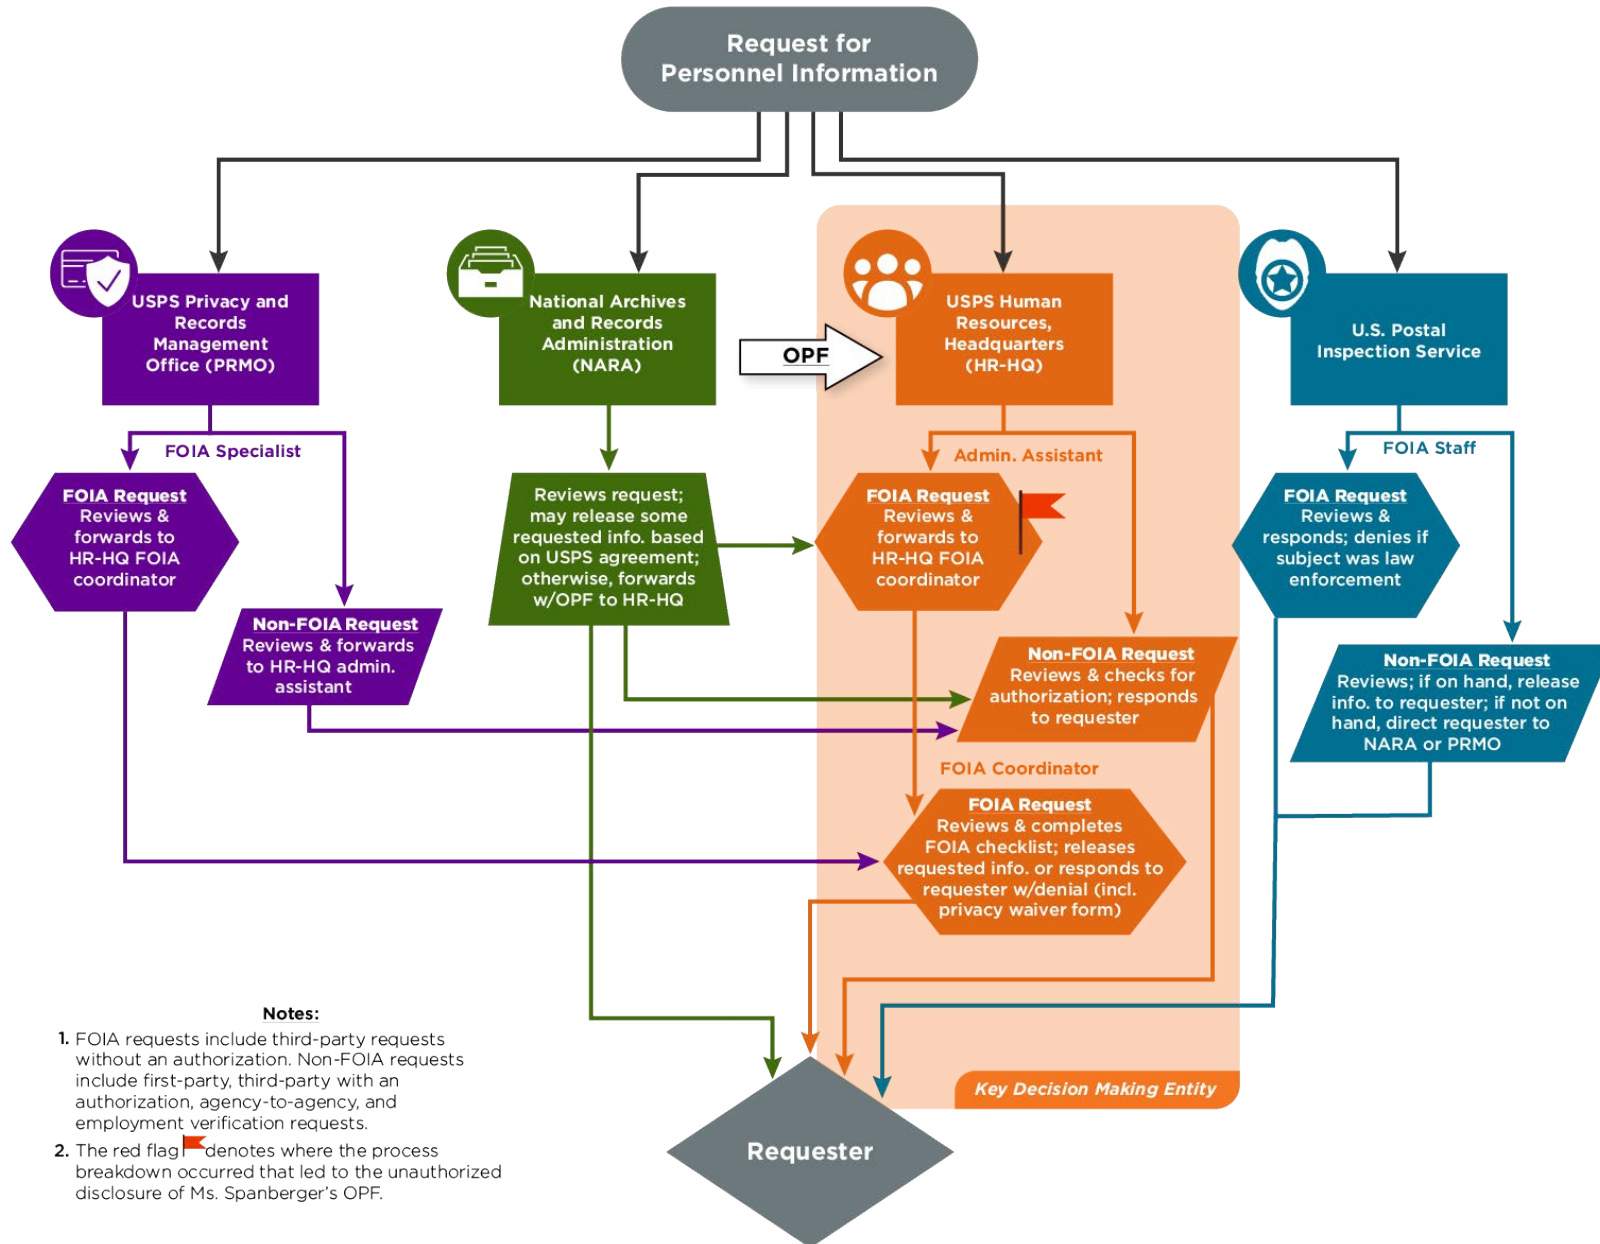 Request for
Personnel Information
USPS Privacy and
Records
Management
Office (PRMO)
National Archives
and Records
Administration
(NARA)
OPF
USPS Human
Resources,
Headquarters
(HR-HQ)
U.S. Postal
Inspection Service
FOIA Specialist
Admin. Assistant
FOIA Staff
FOIA Request
Reviews &
forwards to
HR-HQ FOIA
coordinator
Non-FOIA Request
Reviews & forwards
to HR-HQ admin.
assistant
Reviews request;
may release some
requested info. based
on USPS agreement;
otherwise, forwards
w/OPF to HR-HQ
FOIA Request
Reviews &
forwards to
HR-HQ FOIA
coordinator
Non-FOIA Request
Reviews & checks for
authorization; responds
to requester
FOIA Coordinator
FOIA Request
Reviews & completes
FOIA checklist; releases
requested info. or responds to
requester w/denial (incl.
privacy waiver form)
FOIA Request
Reviews &
responds; denies if
subject was law
enforcement
Non-FOIA Request
Reviews; if on hand, release
info. to requester; if not on
hand, direct requester to
NARA or PRMO
Key Decision Making Entity
Requester
Notes:
1. FOIA requests include third-party requests
without an authorization. Non-FOIA requests
include first-party, third-party with an
authorization, agency-to-agency, and
employment verification requests.
2. The red flag denotes where the process
breakdown occurred that led to the unauthorized
disclosure of Ms. Spanberger's OPF.